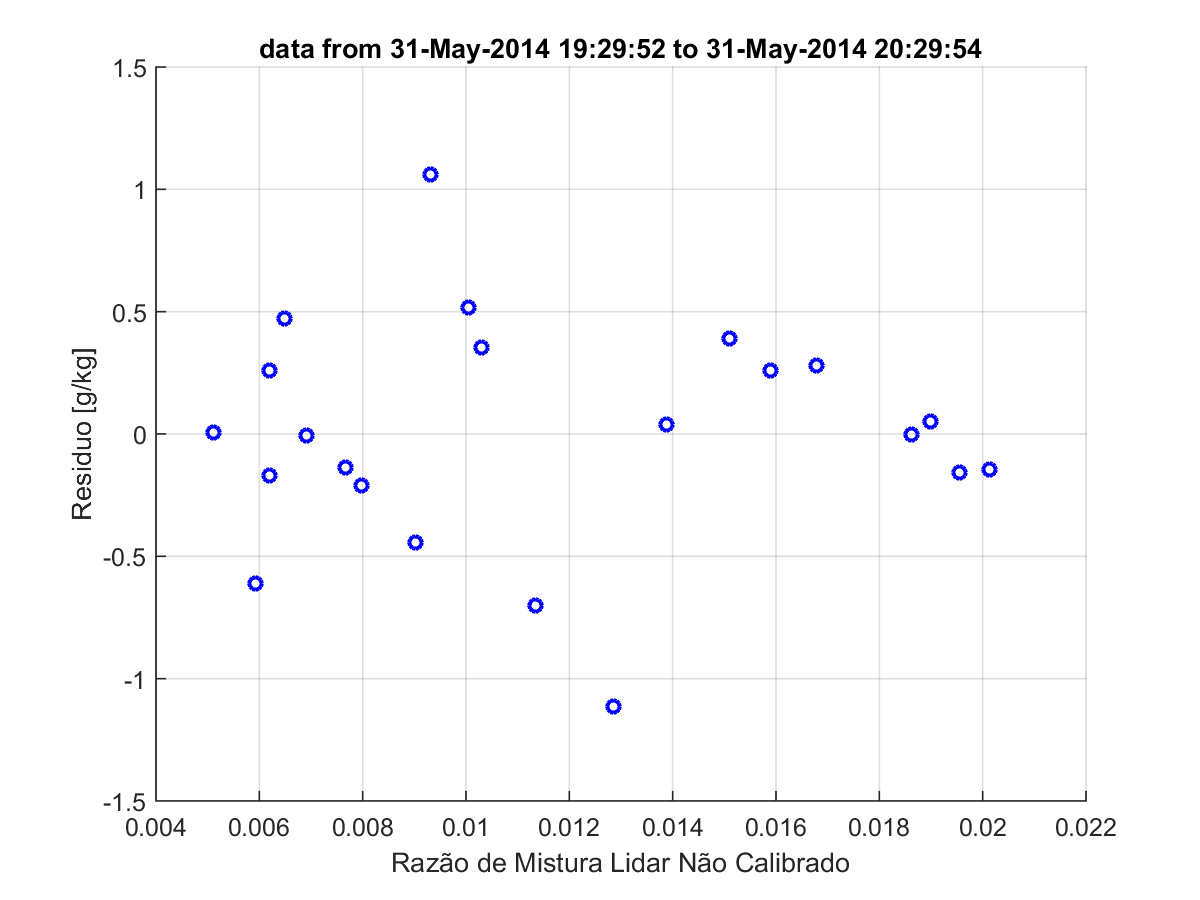 data from 31-May-2014 19:29:52 to 31-May-2014 20:29:54
1.5
1
0.5
0
-0.5
-1
-1.5
Residuo [g/kg]
0.004 0.006 0.008 0.01 0.012 0.014 0.016 0.018 0.02 0.022
Razão de Mistura Lidar Não Calibrado